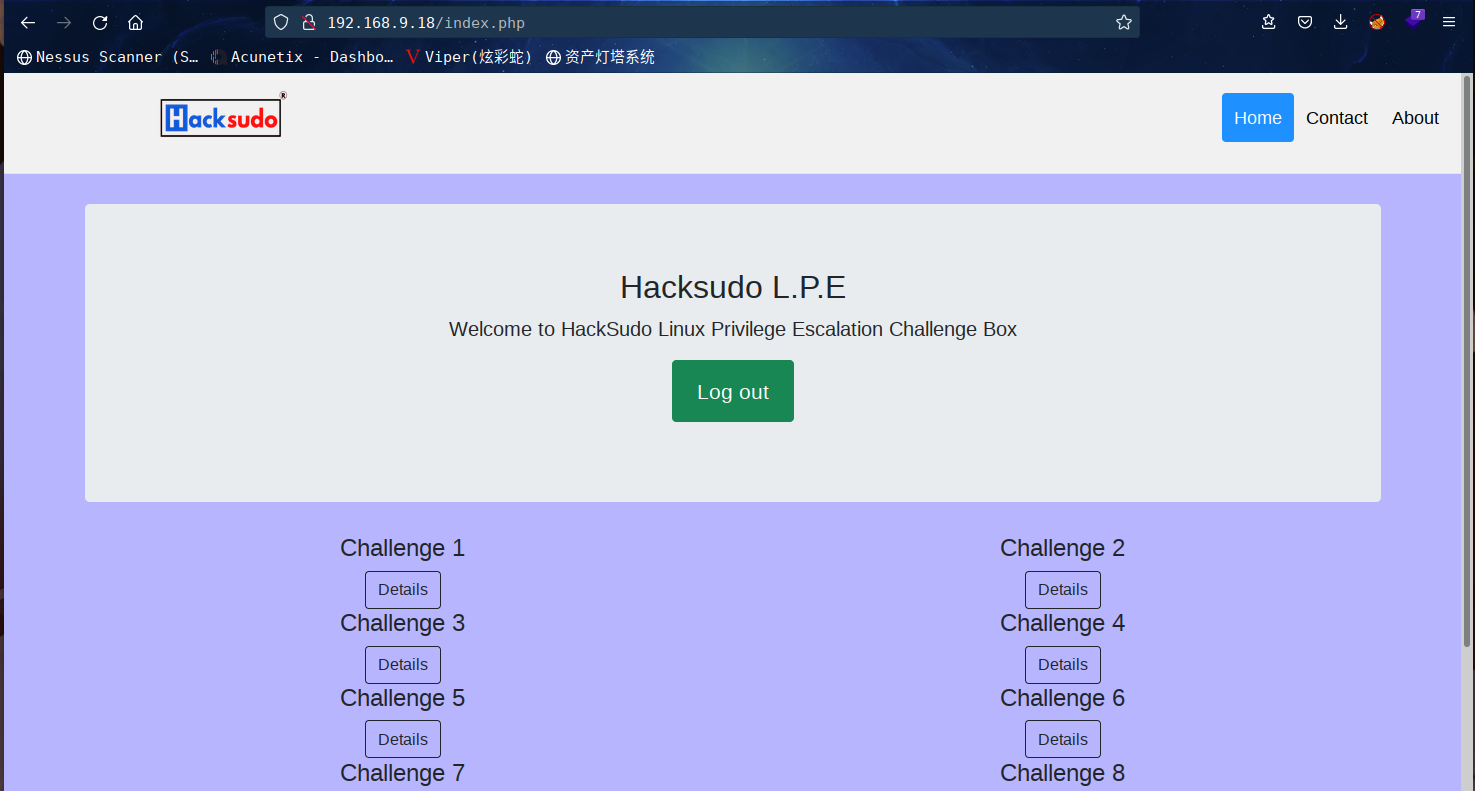 192.168.9.18/index.php
7
Nessus Scanner (S… Acunetix - Dashbo… Viper(炫彩蛇) 资产灯塔系统
Hacksudo ®
Home Contact About
Hacksudo L.P.E
Welcome to HackSudo Linux Privilege Escalation Challenge Box
Log out
Challenge 1 Challenge 2
Details Details
Challenge 3 Challenge 4
Details Details
Challenge 5 Challenge 6
Details Details
Challenge 7 Challenge 8